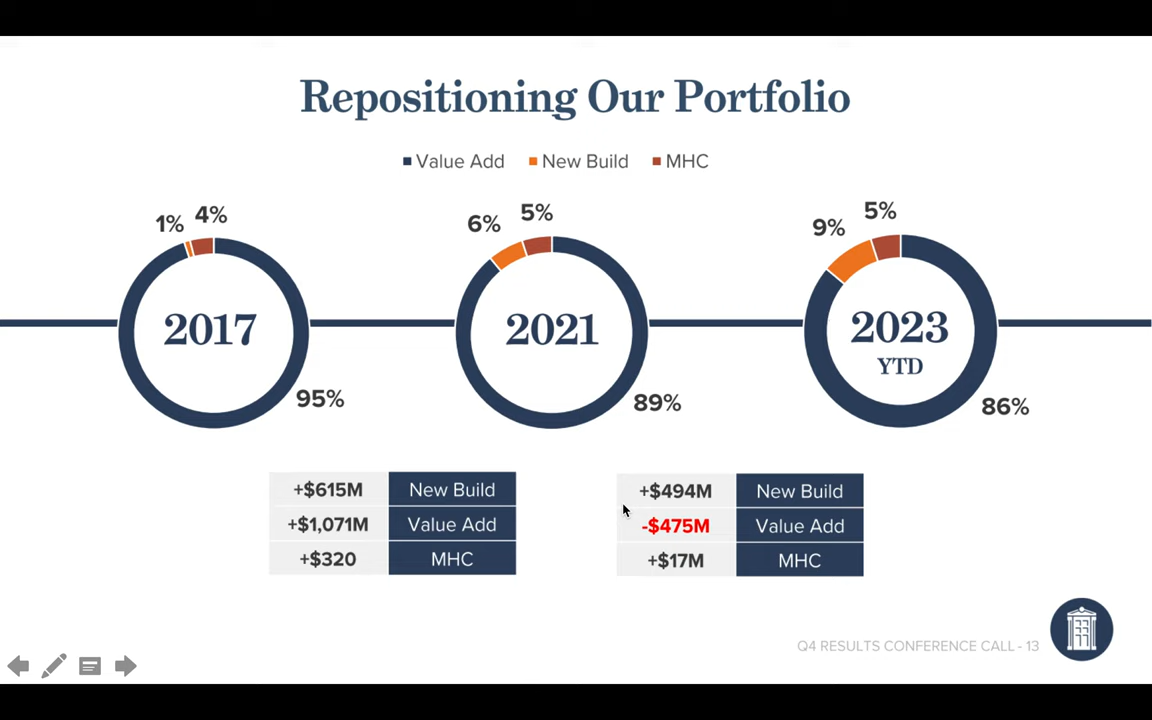 Repositioning Our Portfolio
Value Add New Build MHC
1% 4%
2017
95%
6% 5%
2021
89%
9% 5%
2023
YTD
86%
+$615M New Build
+$1,071M Value Add
+$320 MHC
+$494M New Build
-$475M Value Add
+$17M MHC
Q4 RESULTS CONFERENCE CALL - 13